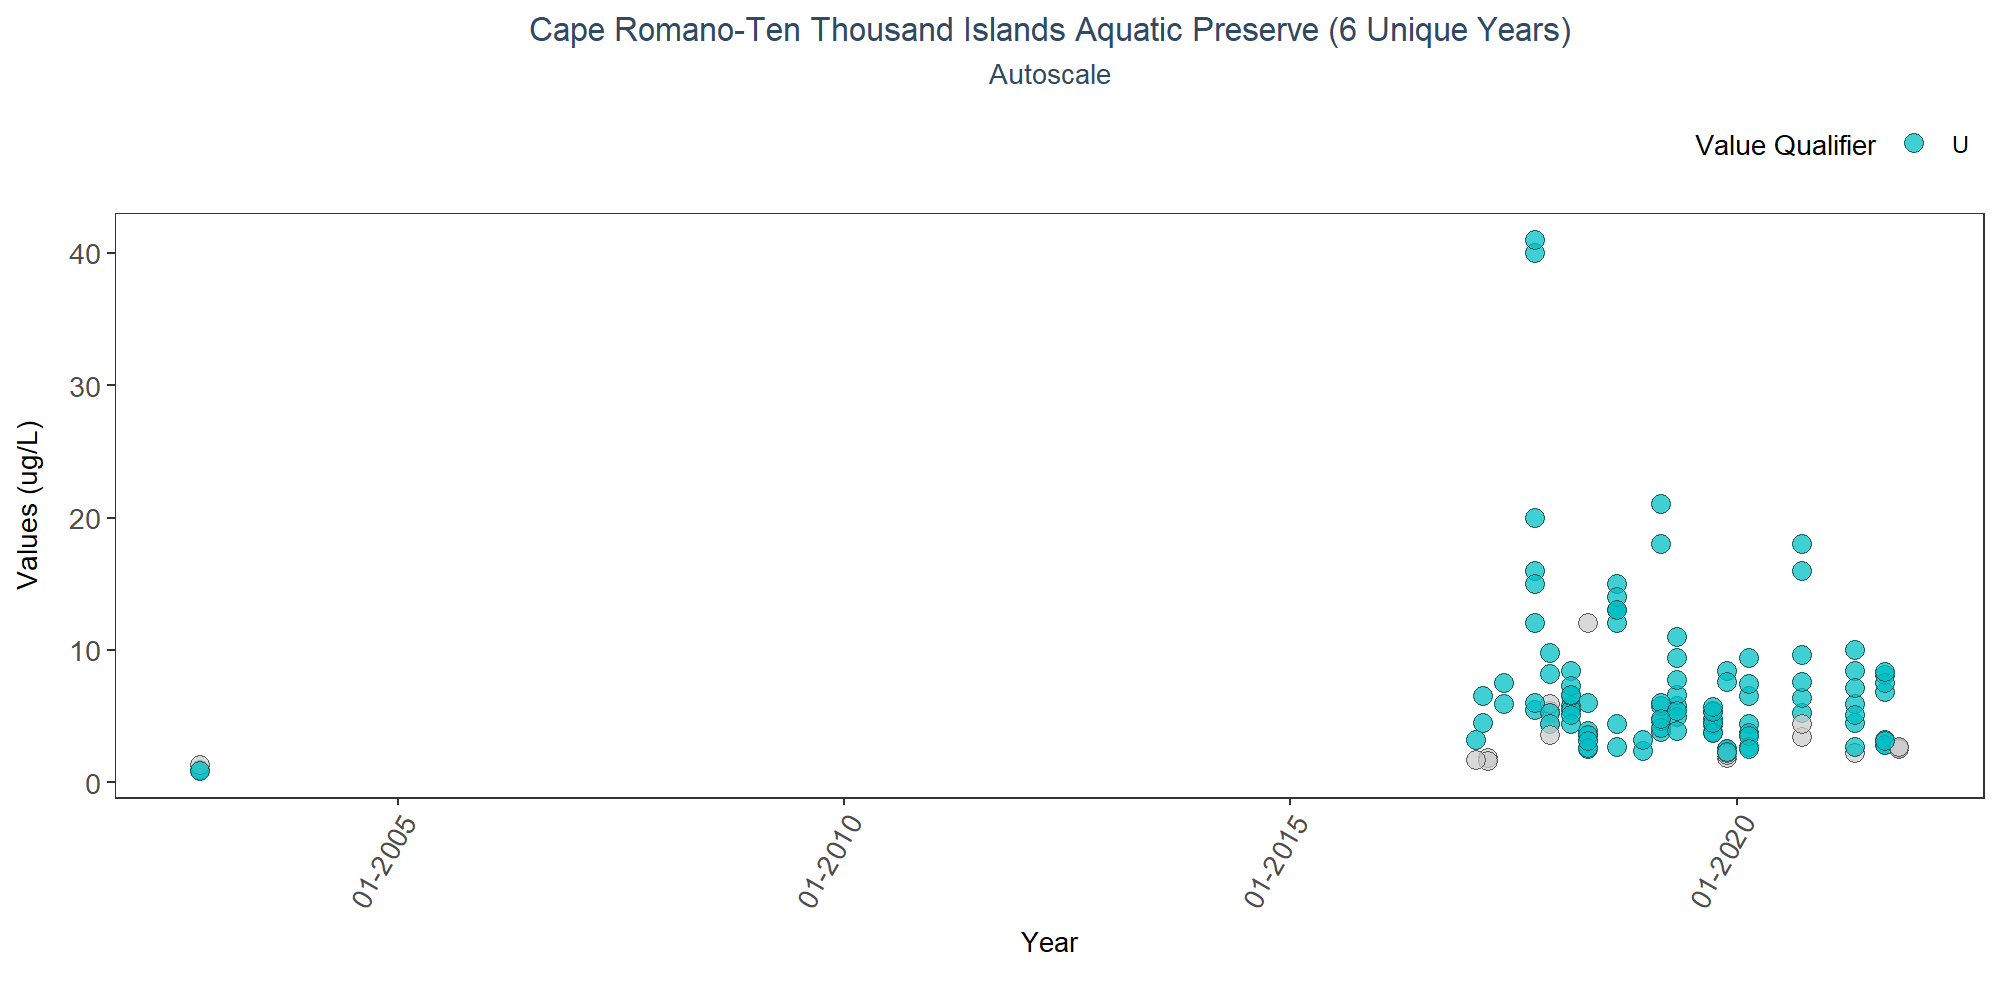 Cape Romano-Ten Thousand Islands Aquatic Preserve (6 Unique Years)
Autoscale
Value Qualifier U
Values (ug/L)
40
30
20
10
0
01-2005 01-2010 01-2015 01-2020
Year